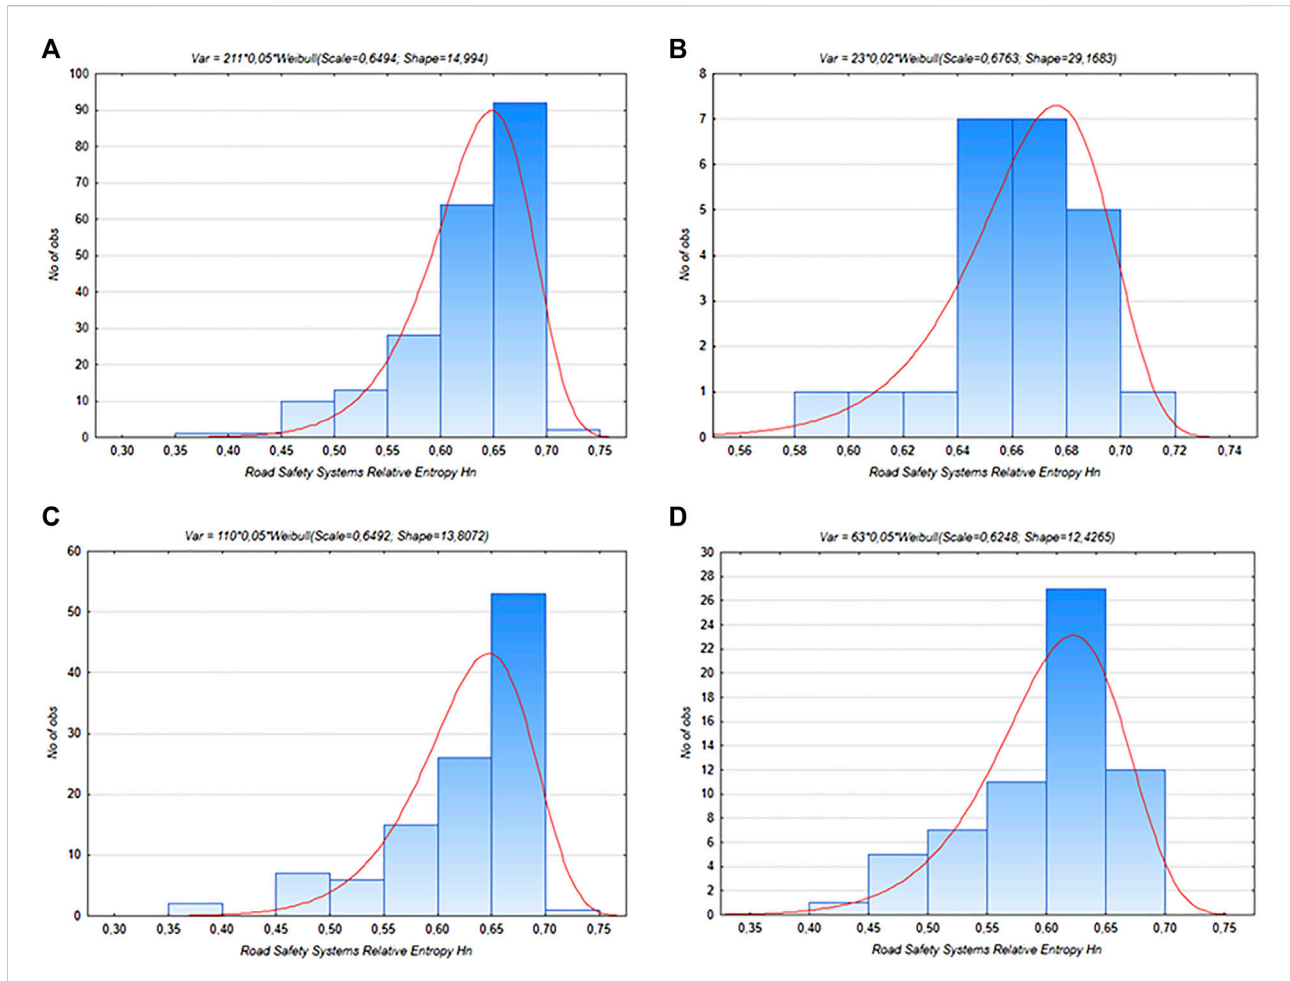 A
Var = 211*0,05*Weibull(Scale=0,6494; Shape=14,994)
100
90
80
70
60
50
40
30
20
10
0
No of obs
0,30 0,35 0,40 0,45 0,50 0,55 0,60 0,65 0,70 0,75
Road Safety Systems Relative Entropy Hn
B
Var = 23*0,02*Weibull(Scale=0,6763, Shape=29,1683)
8
7
6
5
4
3
2
1
0
No of obs
0,56 0,58 0,60 0,62 0,64 0,66 0,68 0,70 0,72 0,74
Road Safety Systems Relative Entropy Hn
C
Var = 110*0,05*Weibull(Scale=0,6492; Shape=13,8072)
60
50
40
30
20
10
0
No of obs
0,30 0,35 0,40 0,45 0,50 0,55 0,60 0,65 0,70 0,75
Road Safety Systems Relative Entropy Hn
D
Var = 63*0,05*Weibull(Scale=0,6248; Shape=12,4265)
30
28
26
24
22
20
18
16
14
12
10
8
6
4
2
0
No of obs
0,35 0,40 0,45 0,50 0,55 0,60 0,65 0,70 0,75
Road Safety Systems Relative Entropy Hn